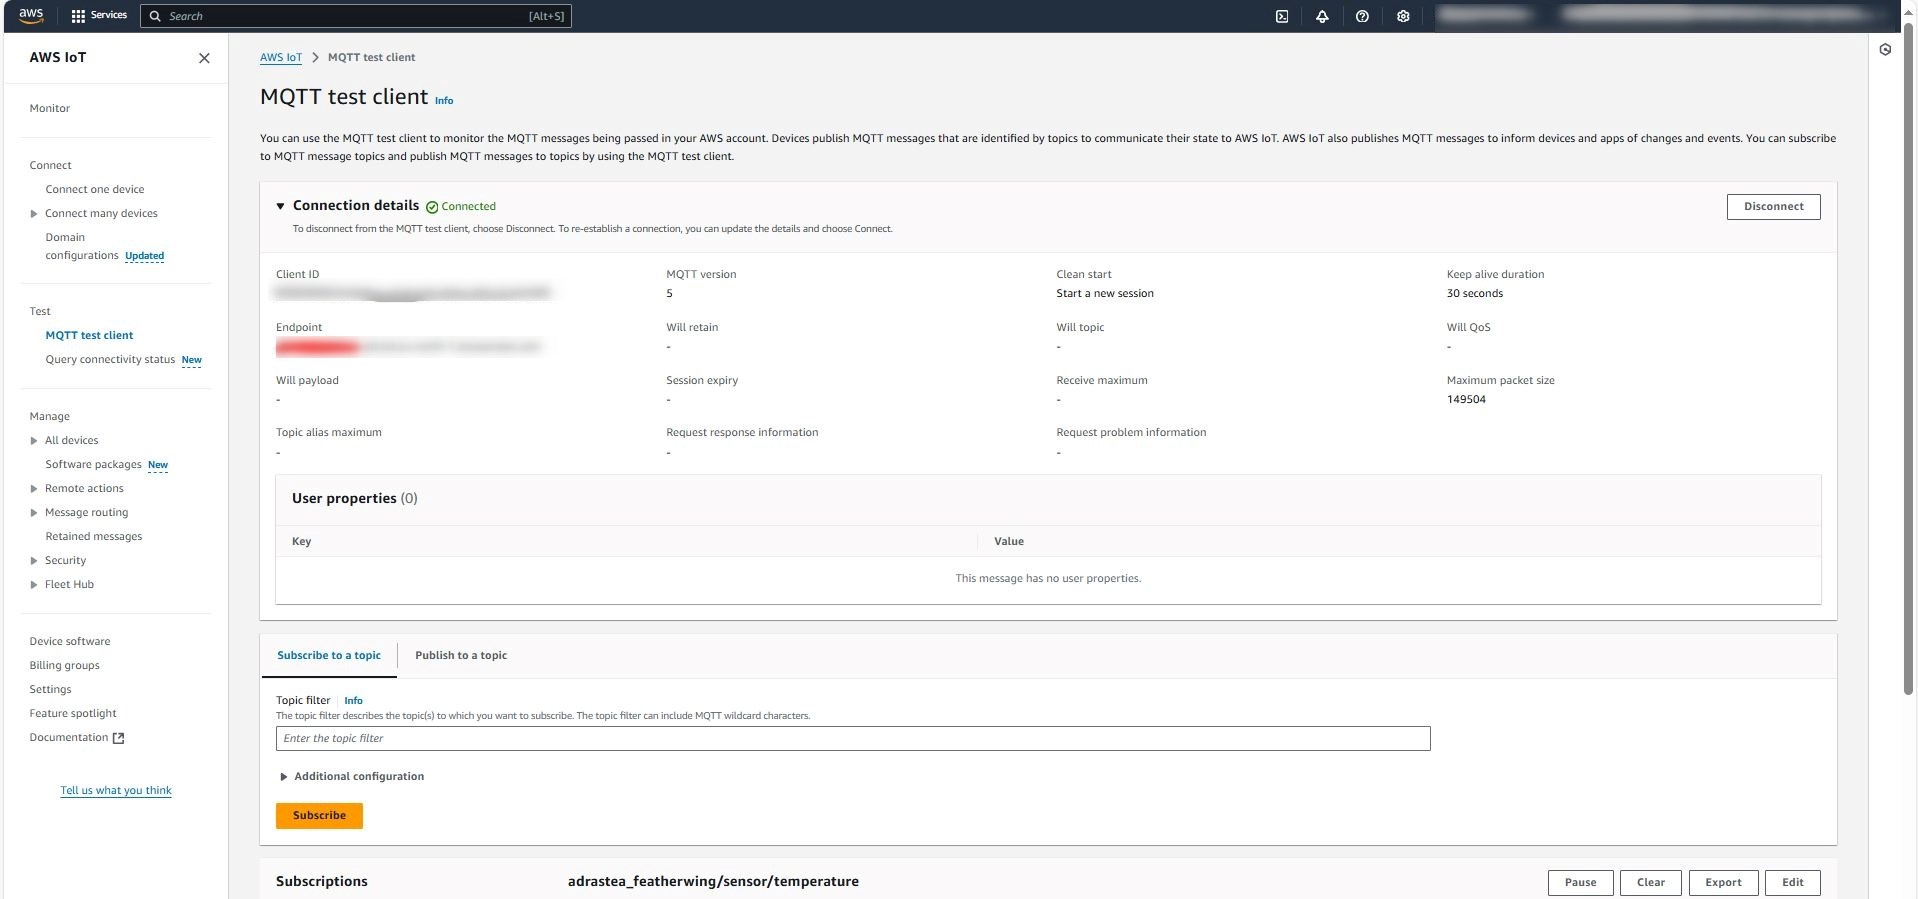 aws
Services
Search
[Alt+S]
AWS IoT
Monitor
Connect
Connect one device
Connect many devices
Domain
configurations Updated
Test
MQTT test client
Query connectivity status New
Manage
All devices
Software packages New
Remote actions
Message routing
Retained messages
Security
Fleet Hub
Device software
Billing groups
Settings
Feature spotlight
Documentation
Tell us what you think
AWS IoT > MQTT test client
MQTT test client Info
You can use the MQTT test client to monitor the MQTT messages being passed in your AWS account. Devices publish MQTT messages that are identified by topics to communicate their state to AWS IoT. AWS IoT also publishes MQTT messages to inform devices and apps of changes and events. You can subscribe
to MQTT message topics and publish MQTT messages to topics by using the MQTT test client.
Connection details Connected
Disconnect
To disconnect from the MQTT test client, choose Disconnect. To re-establish a connection, you can update the details and choose Connect.
Client ID
MQTT version
5
Clean start
Start a new session
Keep alive duration
30 seconds
Endpoint
Will retain
-
Will topic
-
Will QoS
-
Will payload
-
Session expiry
-
Receive maximum
-
Maximum packet size
149504
Topic alias maximum
-
Request response information
-
Request problem information
-
User properties (0)
Key
Value
This message has no user properties.
Subscribe to a topic
Publish to a topic
Topic filter Info
The topic filter describes the topic(s) to which you want to subscribe. The topic filter can include MQTT wildcard characters.
Enter the topic filter
Additional configuration
Subscribe
Subscriptions
adrastea_featherwing/sensor/temperature
Pause
Clear
Export
Edit